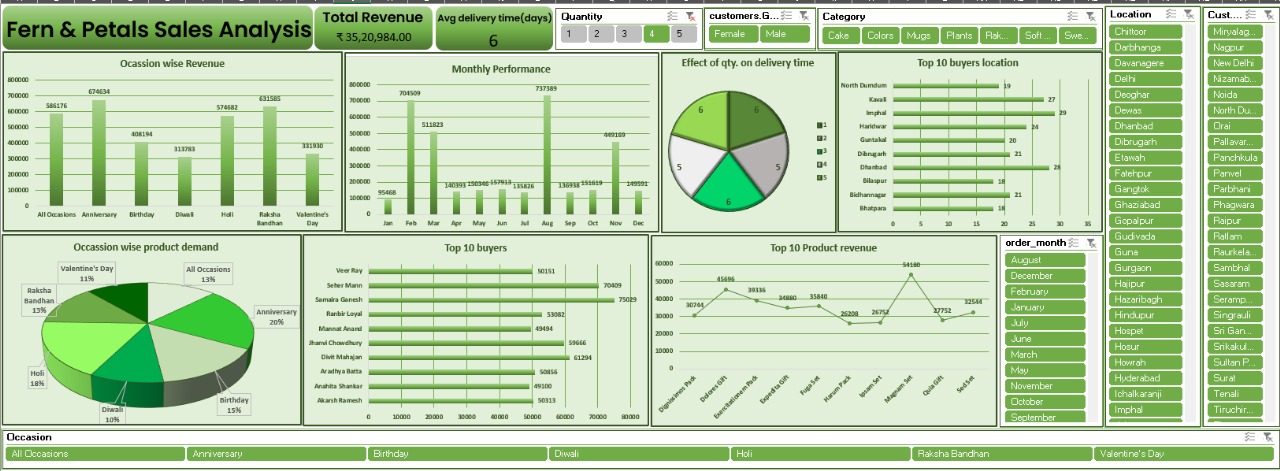 Fern & Petals Sales Analysis
Total Revenue
₹ 35,20,984.00
Avg delivery time(days)
6
Quantity
1 2 3 4 5
customers.G...
Female Male
Category
Cake Colors Mugs Plants Rak... Soft ... Swe...
Location
Chittoor
Darbhanga
Davanagere
Delhi
Deoghar
Dewas
Dhanbad
Dibrugarh
Etawah
Fatehpur
Gangtok
Ghaziabad
Gopalpur
Gudivada
Guna
Gurgaon
Hajipur
Hazaribagh
Hindupur
Hospet
Hosur
Howrah
Hyderabad
Ichalkaranji
Imphal
Cust....
Miryalag...
Nagpur
New Delhi
Nizamab...
Noida
North Du...
Orai
Pallavar...
Panchkula
Panvel
Parbhani
Phagwara
Raipur
Ratlam
Raurkela...
Sambhal
Sasaram
Seramp...
Singrauli
Sri Gan...
Srikakul...
Sultan P...
Surat
Tenali
Tiruchir...
Ocassion wise Revenue
800000
700000
600000
500000
400000
300000
200000
100000
0
586176 674634 408194 313783 574682 631585 331930
All Occasions Anniversary Birthday Diwali Holi Raksha Bandhan Valentine's Day
Monthly Performance
800000
700000
600000
500000
400000
300000
200000
100000
0
95468 704509 511823 140393 150346 157913 135826 737389 136938 151619 449169 149591
Jan Feb Mar Apr May Jun Jul Aug Sep Oct Nov Dec
Effect of qty. on delivery time
6 6
5 5
6
1
2
3
4
5
Top 10 buyers location
North Dumdum 19
Kavali 27
Imphal 29
Haridwar 24
Guntakal 20
Dibrugarh 21
Dhanbad 28
Bilaspur 18
Bidhannagar 21
Bhatpara 18
0 5 10 15 20 25 30 35
Occassion wise product demand
Valentine's Day
11%
All Occasions
13%
Raksha
Bandhan
13%
Anniversary
20%
Holi
18%
Diwali
10%
Birthday
15%
Top 10 buyers
Veer Ray 50151
Seher Mann 70409
Sumaira Ganesh 75029
Ranbir Loyal 53082
Mannat Anand 49494
Jhanvi Chowdhury 59666
Divit Mahajan 61294
Aradhya Batta 50856
Anahita Shankar 49100
Akarsh Ramesh 50313
0 10000 20000 30000 40000 50000 60000 70000 80000
Top 10 Product revenue
60000
50000
40000
30000
20000
10000
0
30744 45696 39336 34880 35840 26208 26752 54180 27752 32544
Dignissimos Pack Dolores Gift Exercitationem Pack Expedita Gift Fuga Set Harum Pack Ipsam Set Magnam Set Quia Gift Sed Set
order_month
August
December
February
January
July
June
March
May
November
October
September
Occasion
All Occasions Anniversary Birthday Diwali Holi Raksha Bandhan Valentine's Day